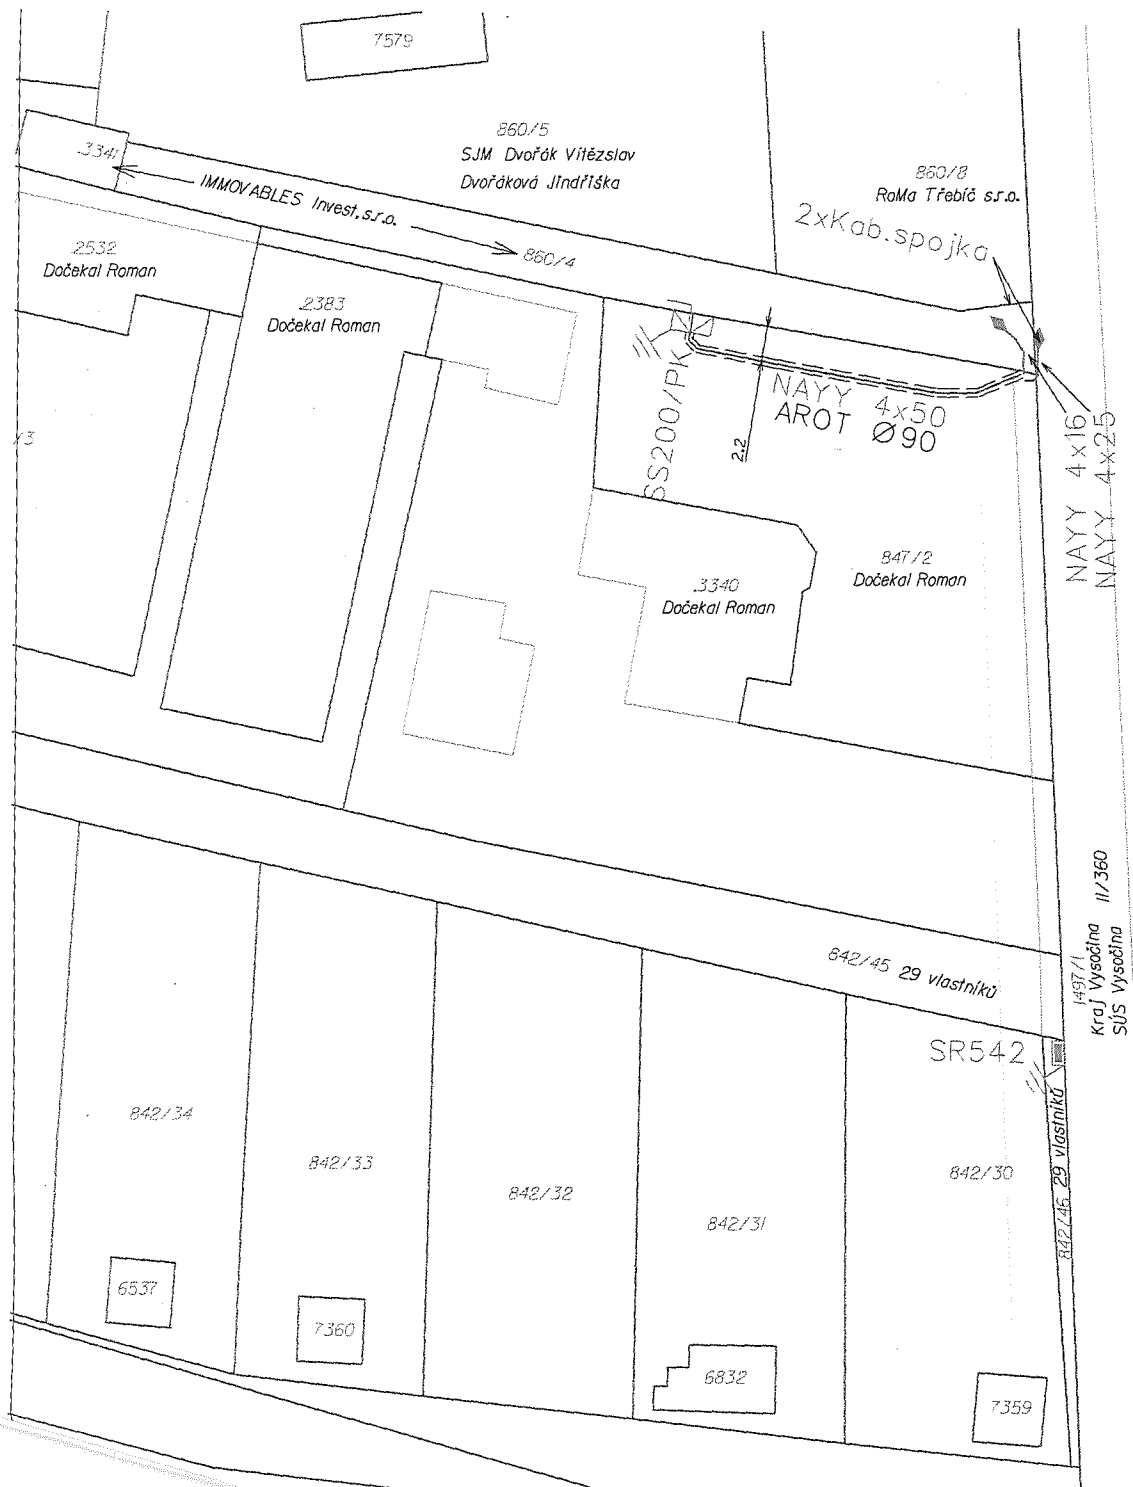 7579
860/5
SJM Dvořák Vítězslav
Dvořáková Jindřiška
860/8
RoMa Třebíč s.r.o.
.3341
IMMOVABLES Invest,s.r.o.
860/4
2xKab.spojka
.2532
Dočekal Roman
.2383
Dočekal Roman
SS200/PK
NAYY 4x50
AROT Ø90
2.2
NAYY 4x16
NAYY 4x25
847/2
Dočekal Roman
.3340
Dočekal Roman
842/45 29 vlastníků
1497/1
Kraj Vysočina II/360
SÚS Vysočina
SR542
842/46 29 vlastníků
842/34
842/33
842/32
842/31
842/30
6537
7360
6832
7359